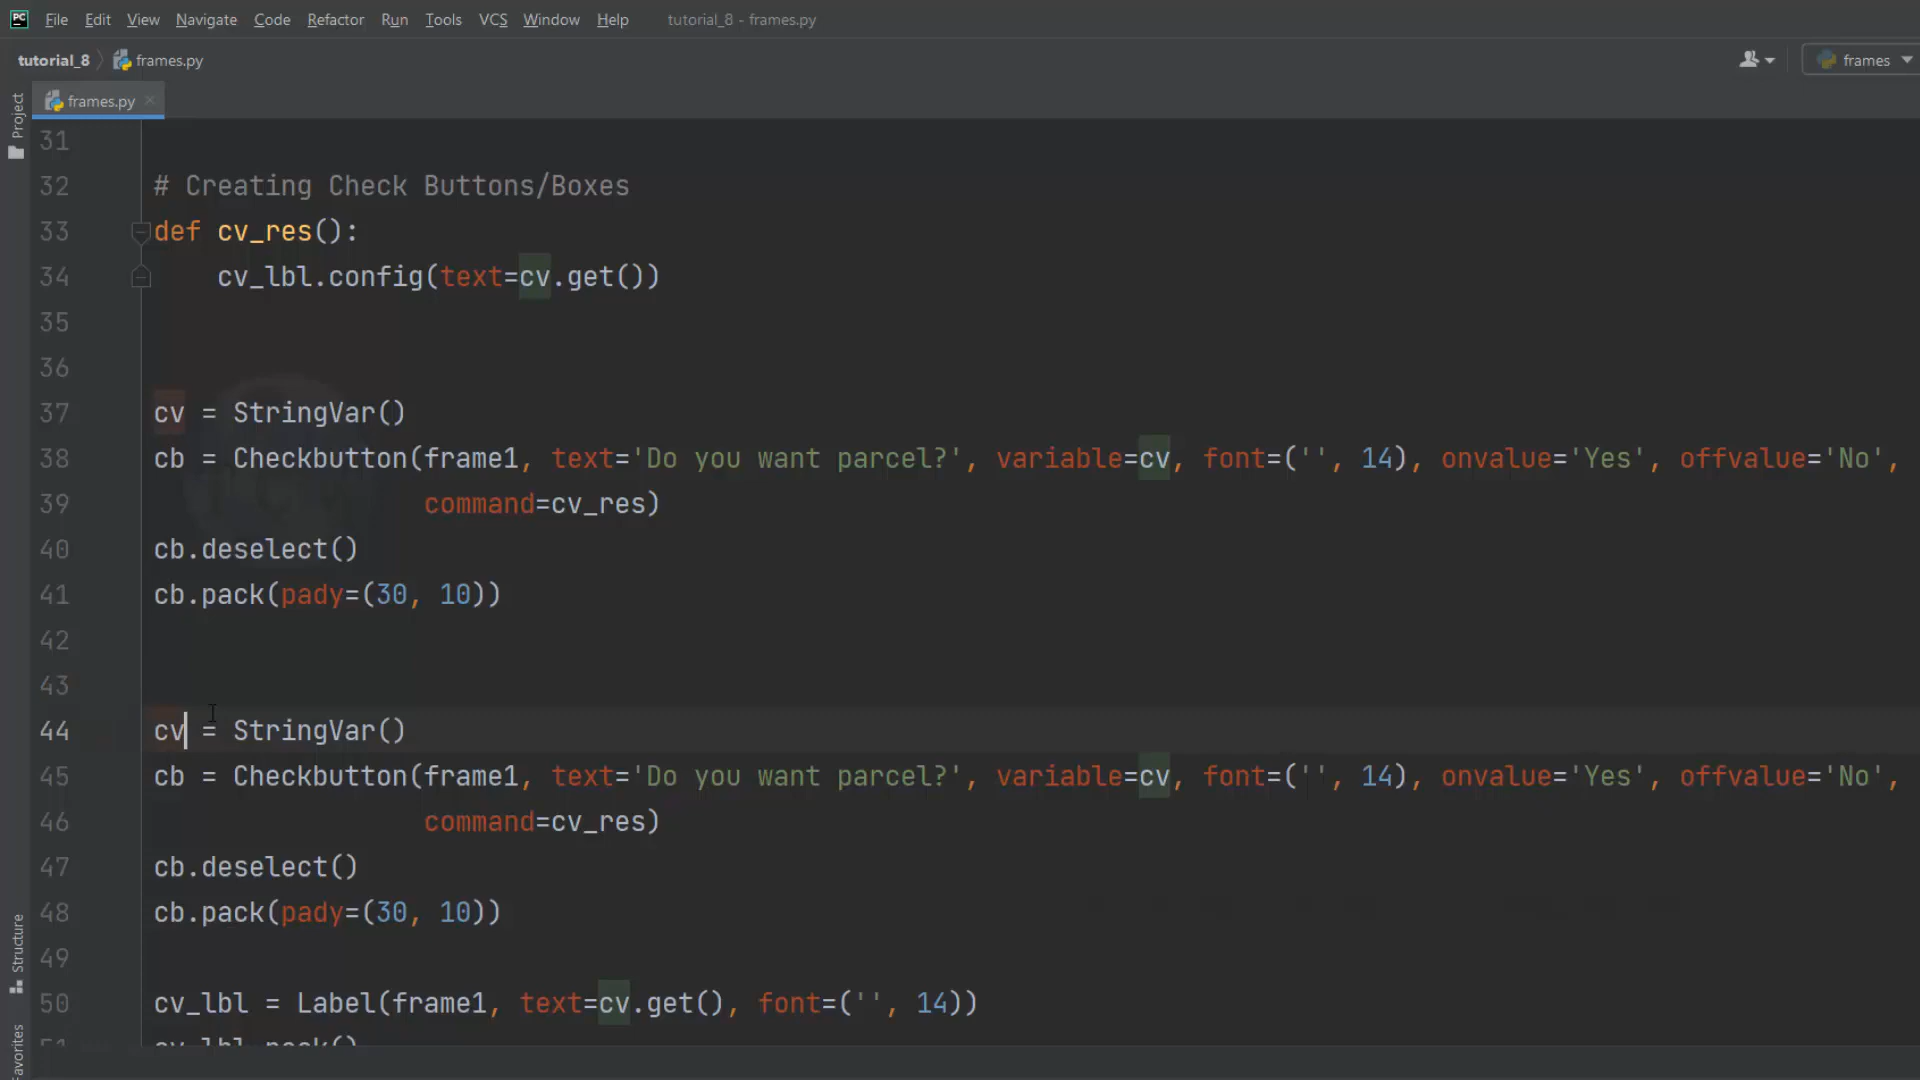 PC File Edit View Navigate Code Refactor Run Tools VCS Window Help tutorial_8 - frames.py
tutorial_8 frames.py frames
frames.py
Project
31
32 # Creating Check Buttons/Boxes
33 def cv_res():
34 cv_lbl.config(text=cv.get())
35
36
37 cv = StringVar()
38 cb = Checkbutton(frame1, text='Do you want parcel?', variable=cv, font=('', 14), onvalue='Yes', offvalue='No',
39 command=cv_res)
40 cb.deselect()
41 cb.pack(pady=(30, 10))
42
43
44 cv = StringVar()
45 cb = Checkbutton(frame1, text='Do you want parcel?', variable=cv, font=('', 14), onvalue='Yes', offvalue='No',
46 command=cv_res)
47 cb.deselect()
48 cb.pack(pady=(30, 10))
49
50 cv_lbl = Label(frame1, text=cv.get(), font=('', 14))
51 cv_lbl.pack()
Structure
Favorites